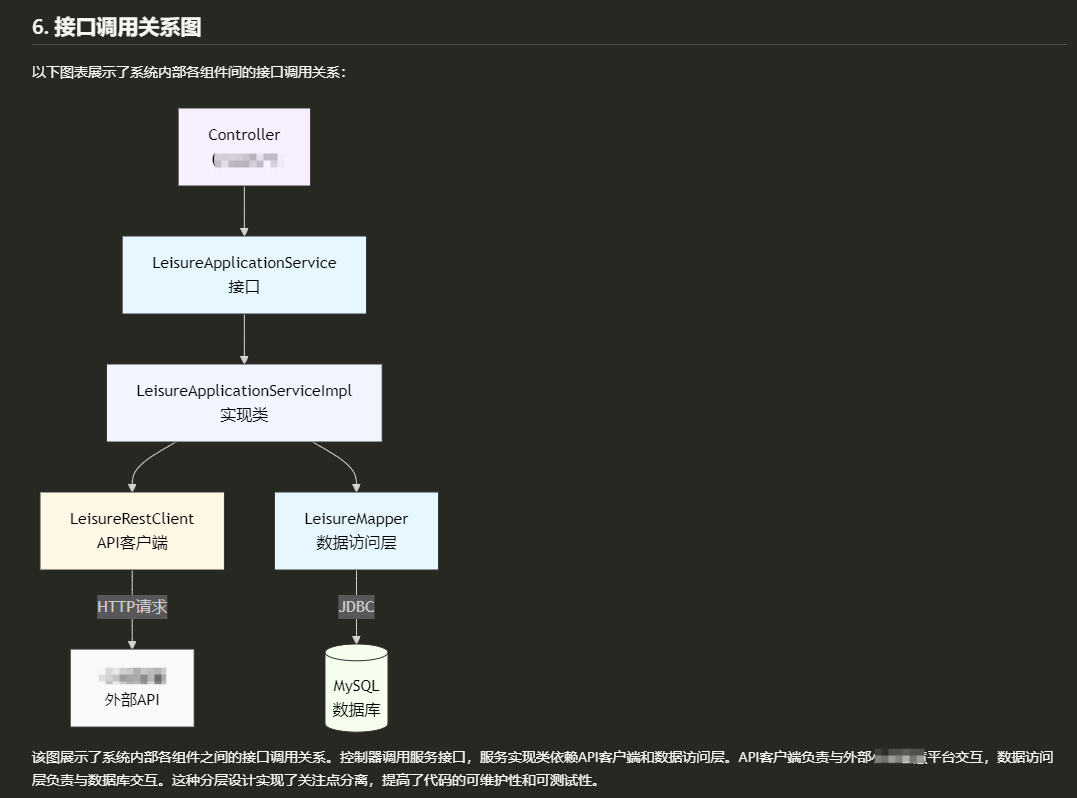 6. 接口调用关系图
以下图表展示了系统内部各组件间的接口调用关系：
Controller
LeisureApplicationService
接口
LeisureApplicationServiceImpl
实现类
LeisureRestClient
API客户端
LeisureMapper
数据访问层
HTTP请求
JDBC
外部API
MySQL
数据库
该图展示了系统内部各组件之间的接口调用关系。控制器调用服务接口，服务实现类依赖API客户端和数据访问层。API客户端负责与外部平台交互，数据访问
层负责与数据库交互。这种分层设计实现了关注点分离，提高了代码的可维护性和可测试性。